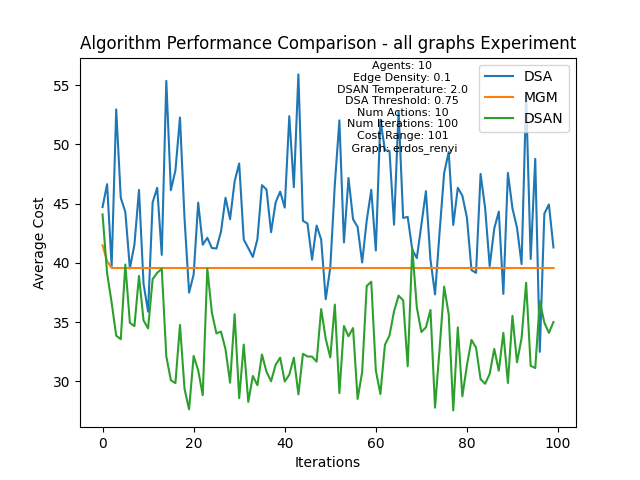 Algorithm Performance Comparison - all graphs Experiment
Agents: 10
Edge Density: 0.1
DSAN Temperature: 2.0
DSA Threshold: 0.75
Num Actions: 10
Num Iterations: 100
Cost Range: 101
Graph: erdos_renyi
DSA
MGM
DSAN
Average Cost
55
50
45
40
35
30
0
20
40
60
80
100
Iterations